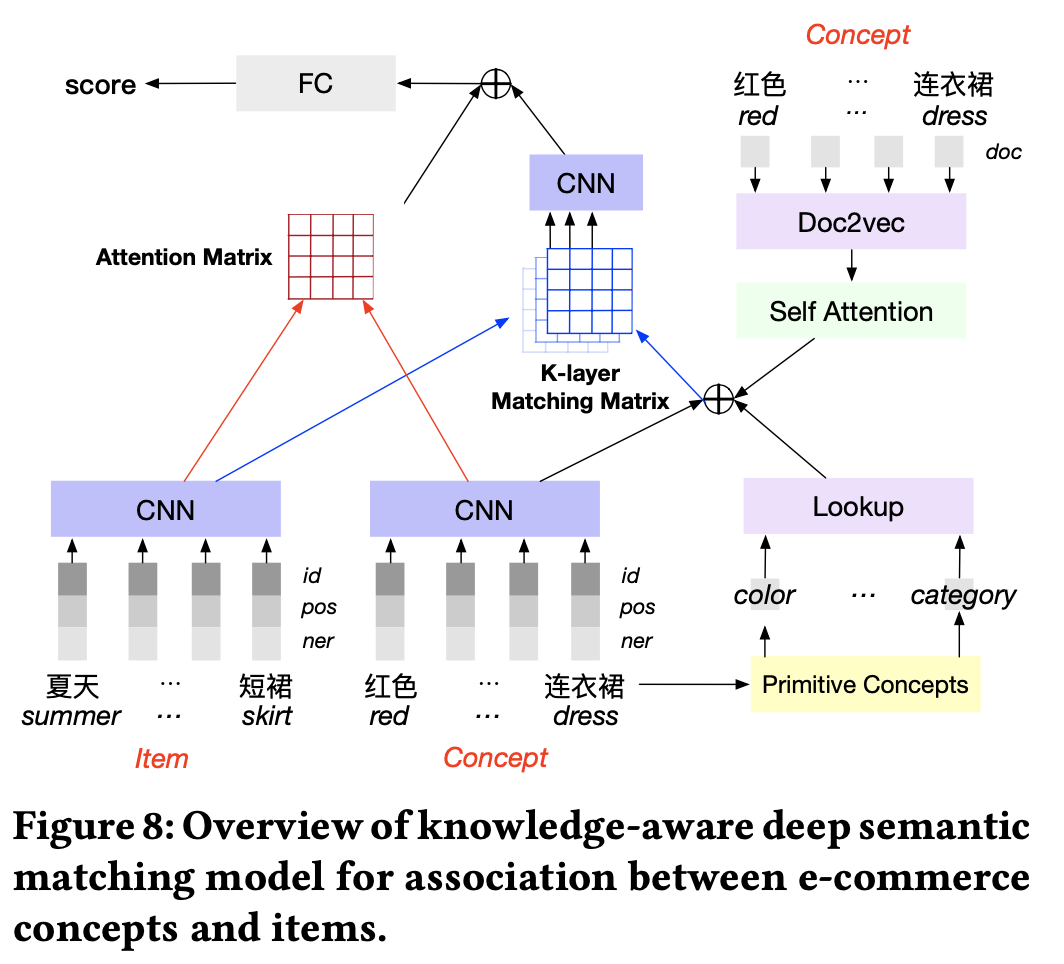 Concept
红色 ... 连衣裙
red ... dress
doc
score
FC
CNN
Doc2vec
Attention Matrix
Self Attention
K-layer
Matching Matrix
CNN
CNN
Lookup
id
pos
ner
id
pos
ner
color ... category
夏天 ... 短裙
summer ... skirt
Item
红色 ... 连衣裙
red ... dress
Concept
Primitive Concepts
Figure 8: Overview of knowledge-aware deep semantic
matching model for association between e-commerce
concepts and items.